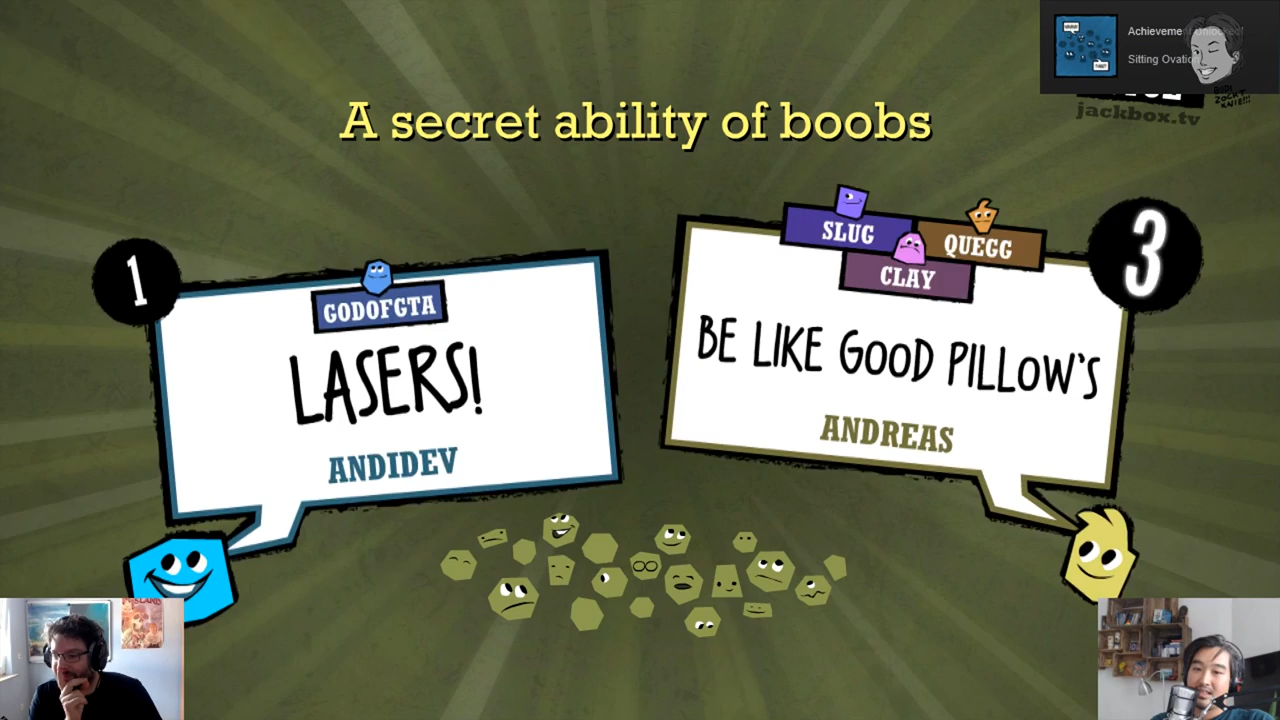 Achieveme
Sitting Ovation
jackbox.tv
A secret ability of boobs
1
GODOFGTA
LASERS!
ANDIDEV
SLUG
QUEGG
CLAY
3
BE LIKE GOOD PILLOW'S
ANDREAS